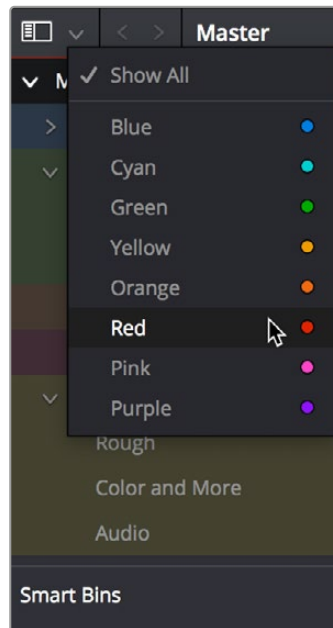 Master
M
Show All
Blue
Cyan
Green
Yellow
Orange
Red
Pink
Purple
Rough
Color and More
Audio
Smart Bins